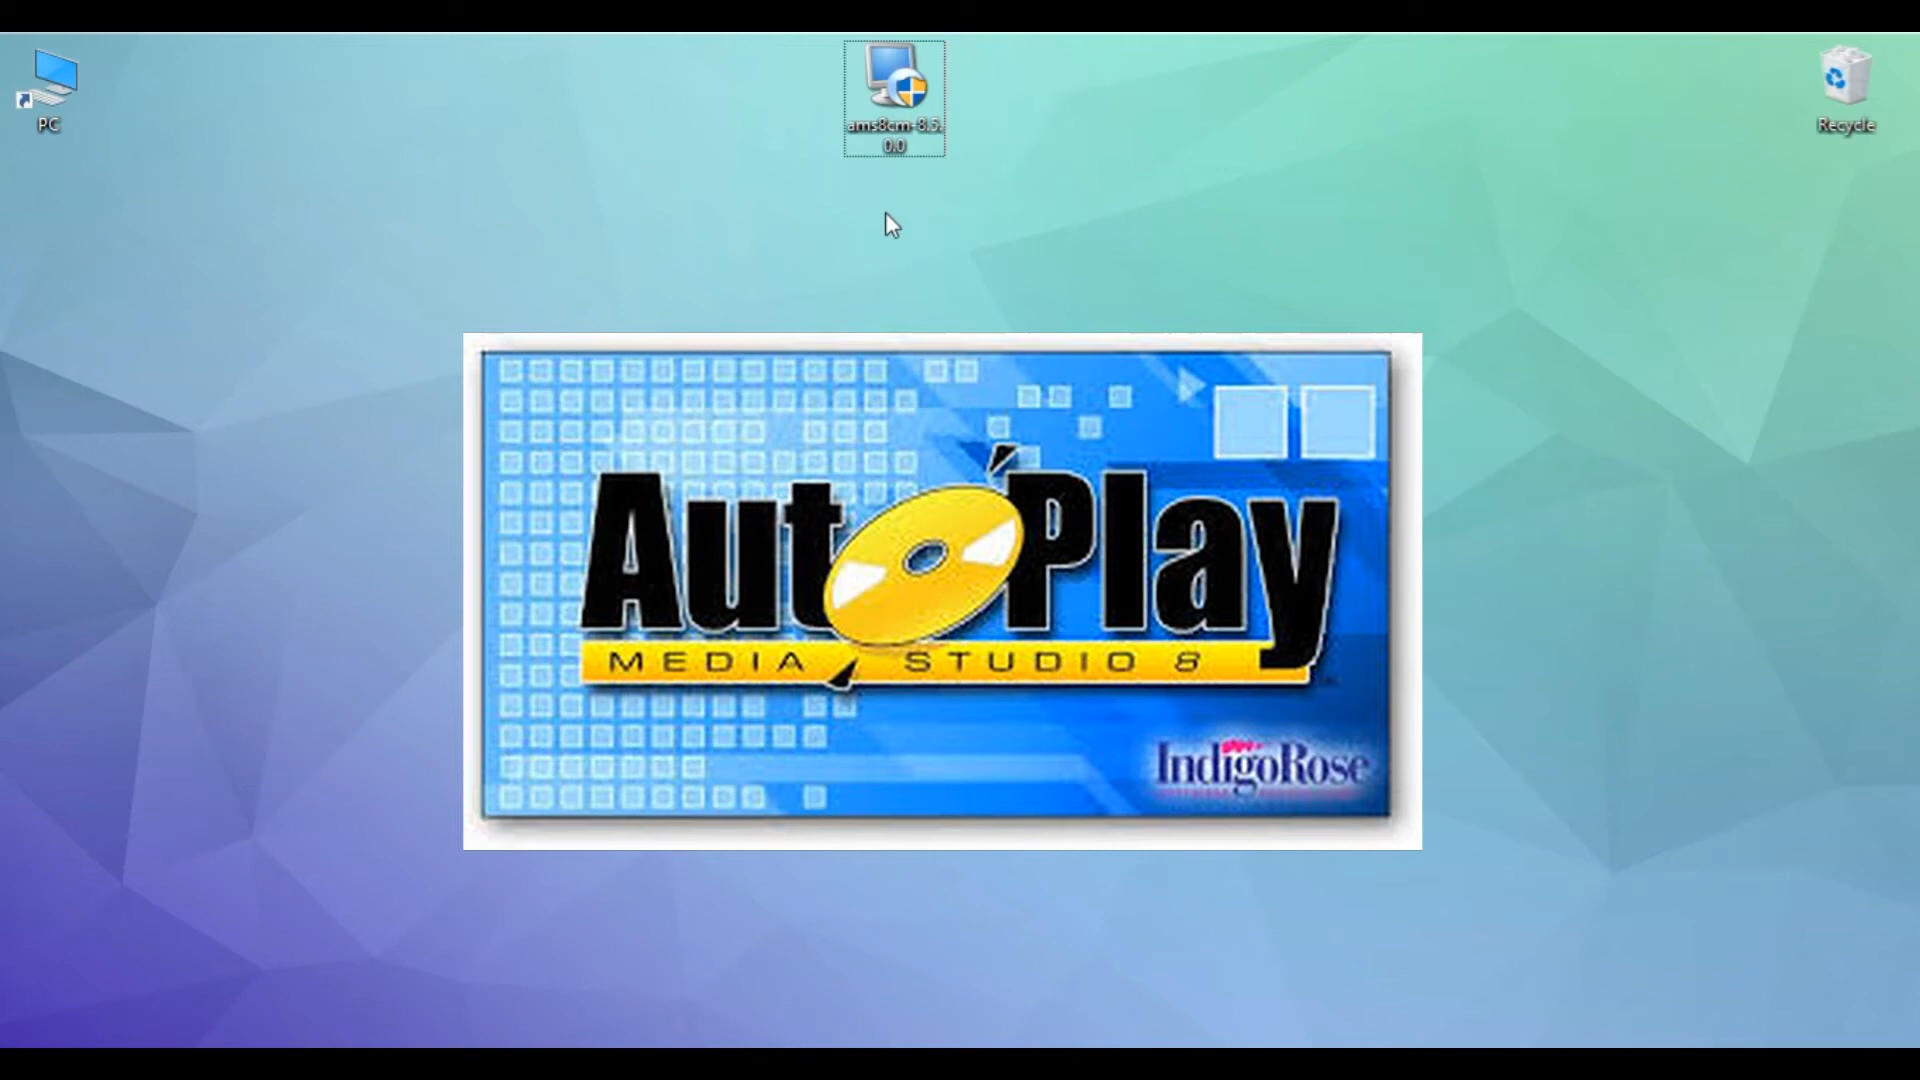 PC
ams8cm-8.5.
0.0
Recycle
AutoPlay
MEDIA STUDIO 8
IndigoRose